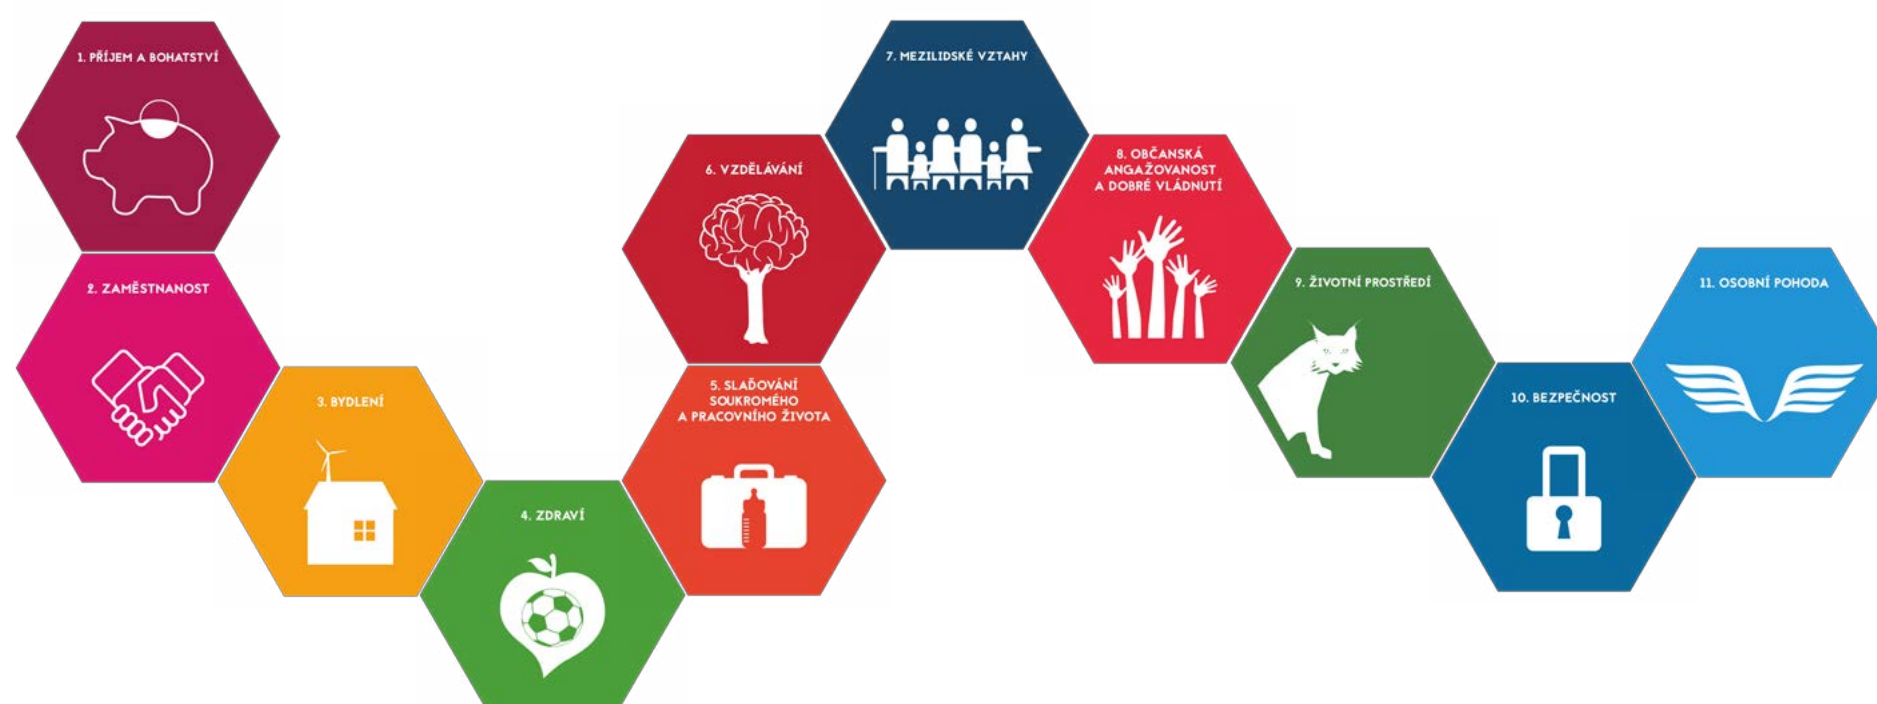 1. PŘÍJEM A BOHATSTVÍ
2. ZAMĚSTNANOST
3. BYDLENÍ
4. ZDRAVÍ
5. SLAĎOVÁNÍ
SOUKROMÉHO
A PRACOVNÍHO ŽIVOTA
6. VZDĚLÁVÁNÍ
7. MEZILIDSKÉ VZTAHY
8. OBČANSKÁ
ANGAŽOVANOST
A DOBRÉ VLÁDNUTÍ
9. ŽIVOTNÍ PROSTŘEDÍ
10. BEZPEČNOST
11. OSOBNÍ POHODA